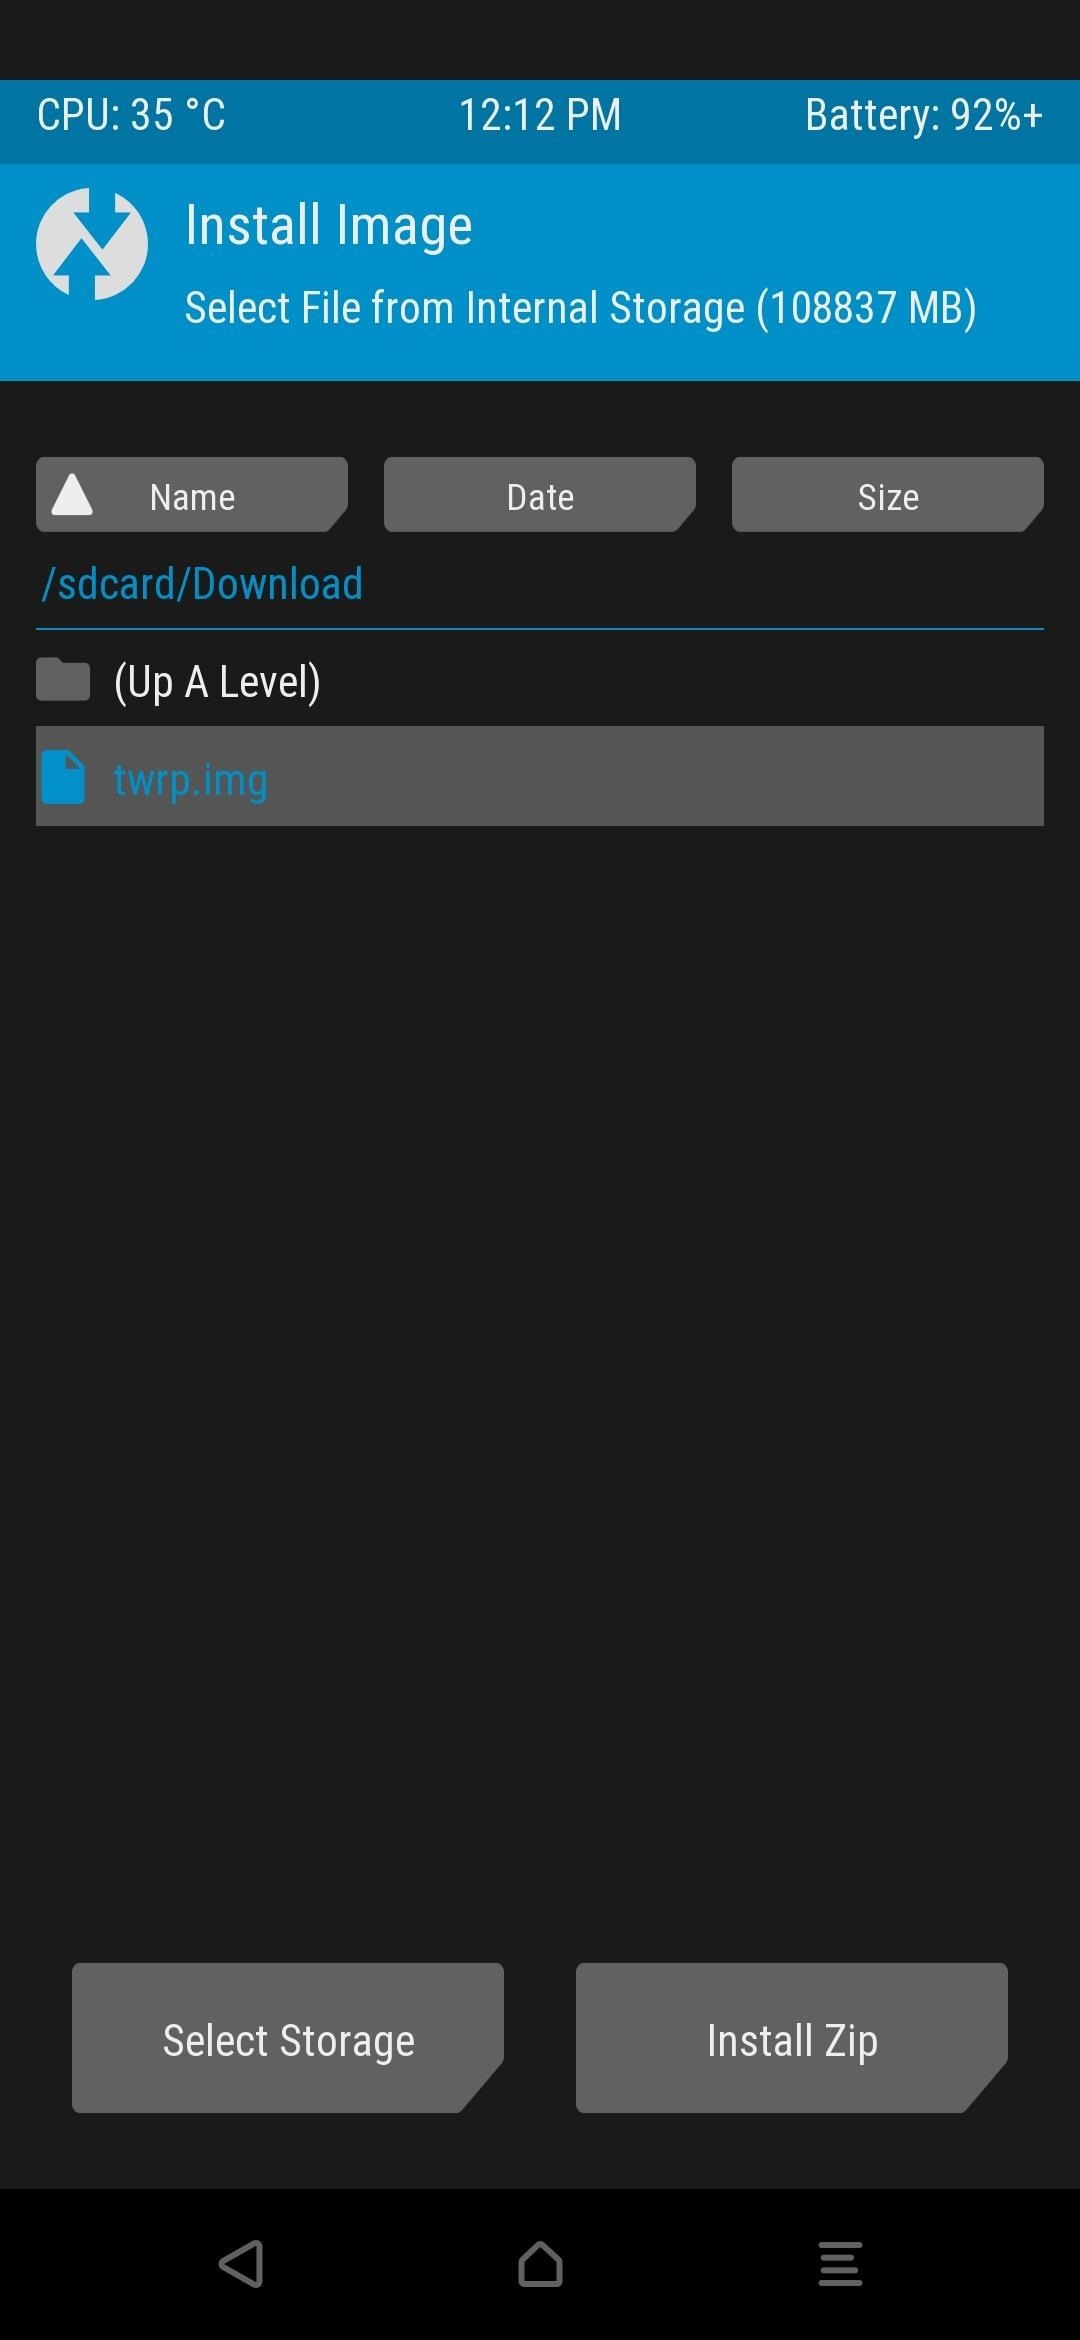 CPU: 35 °C 12:12 PM Battery: 92%+
Install Image
Select File from Internal Storage (108837 MB)
Name Date Size
/sdcard/Download
(Up A Level)
twrp.img
Select Storage Install Zip